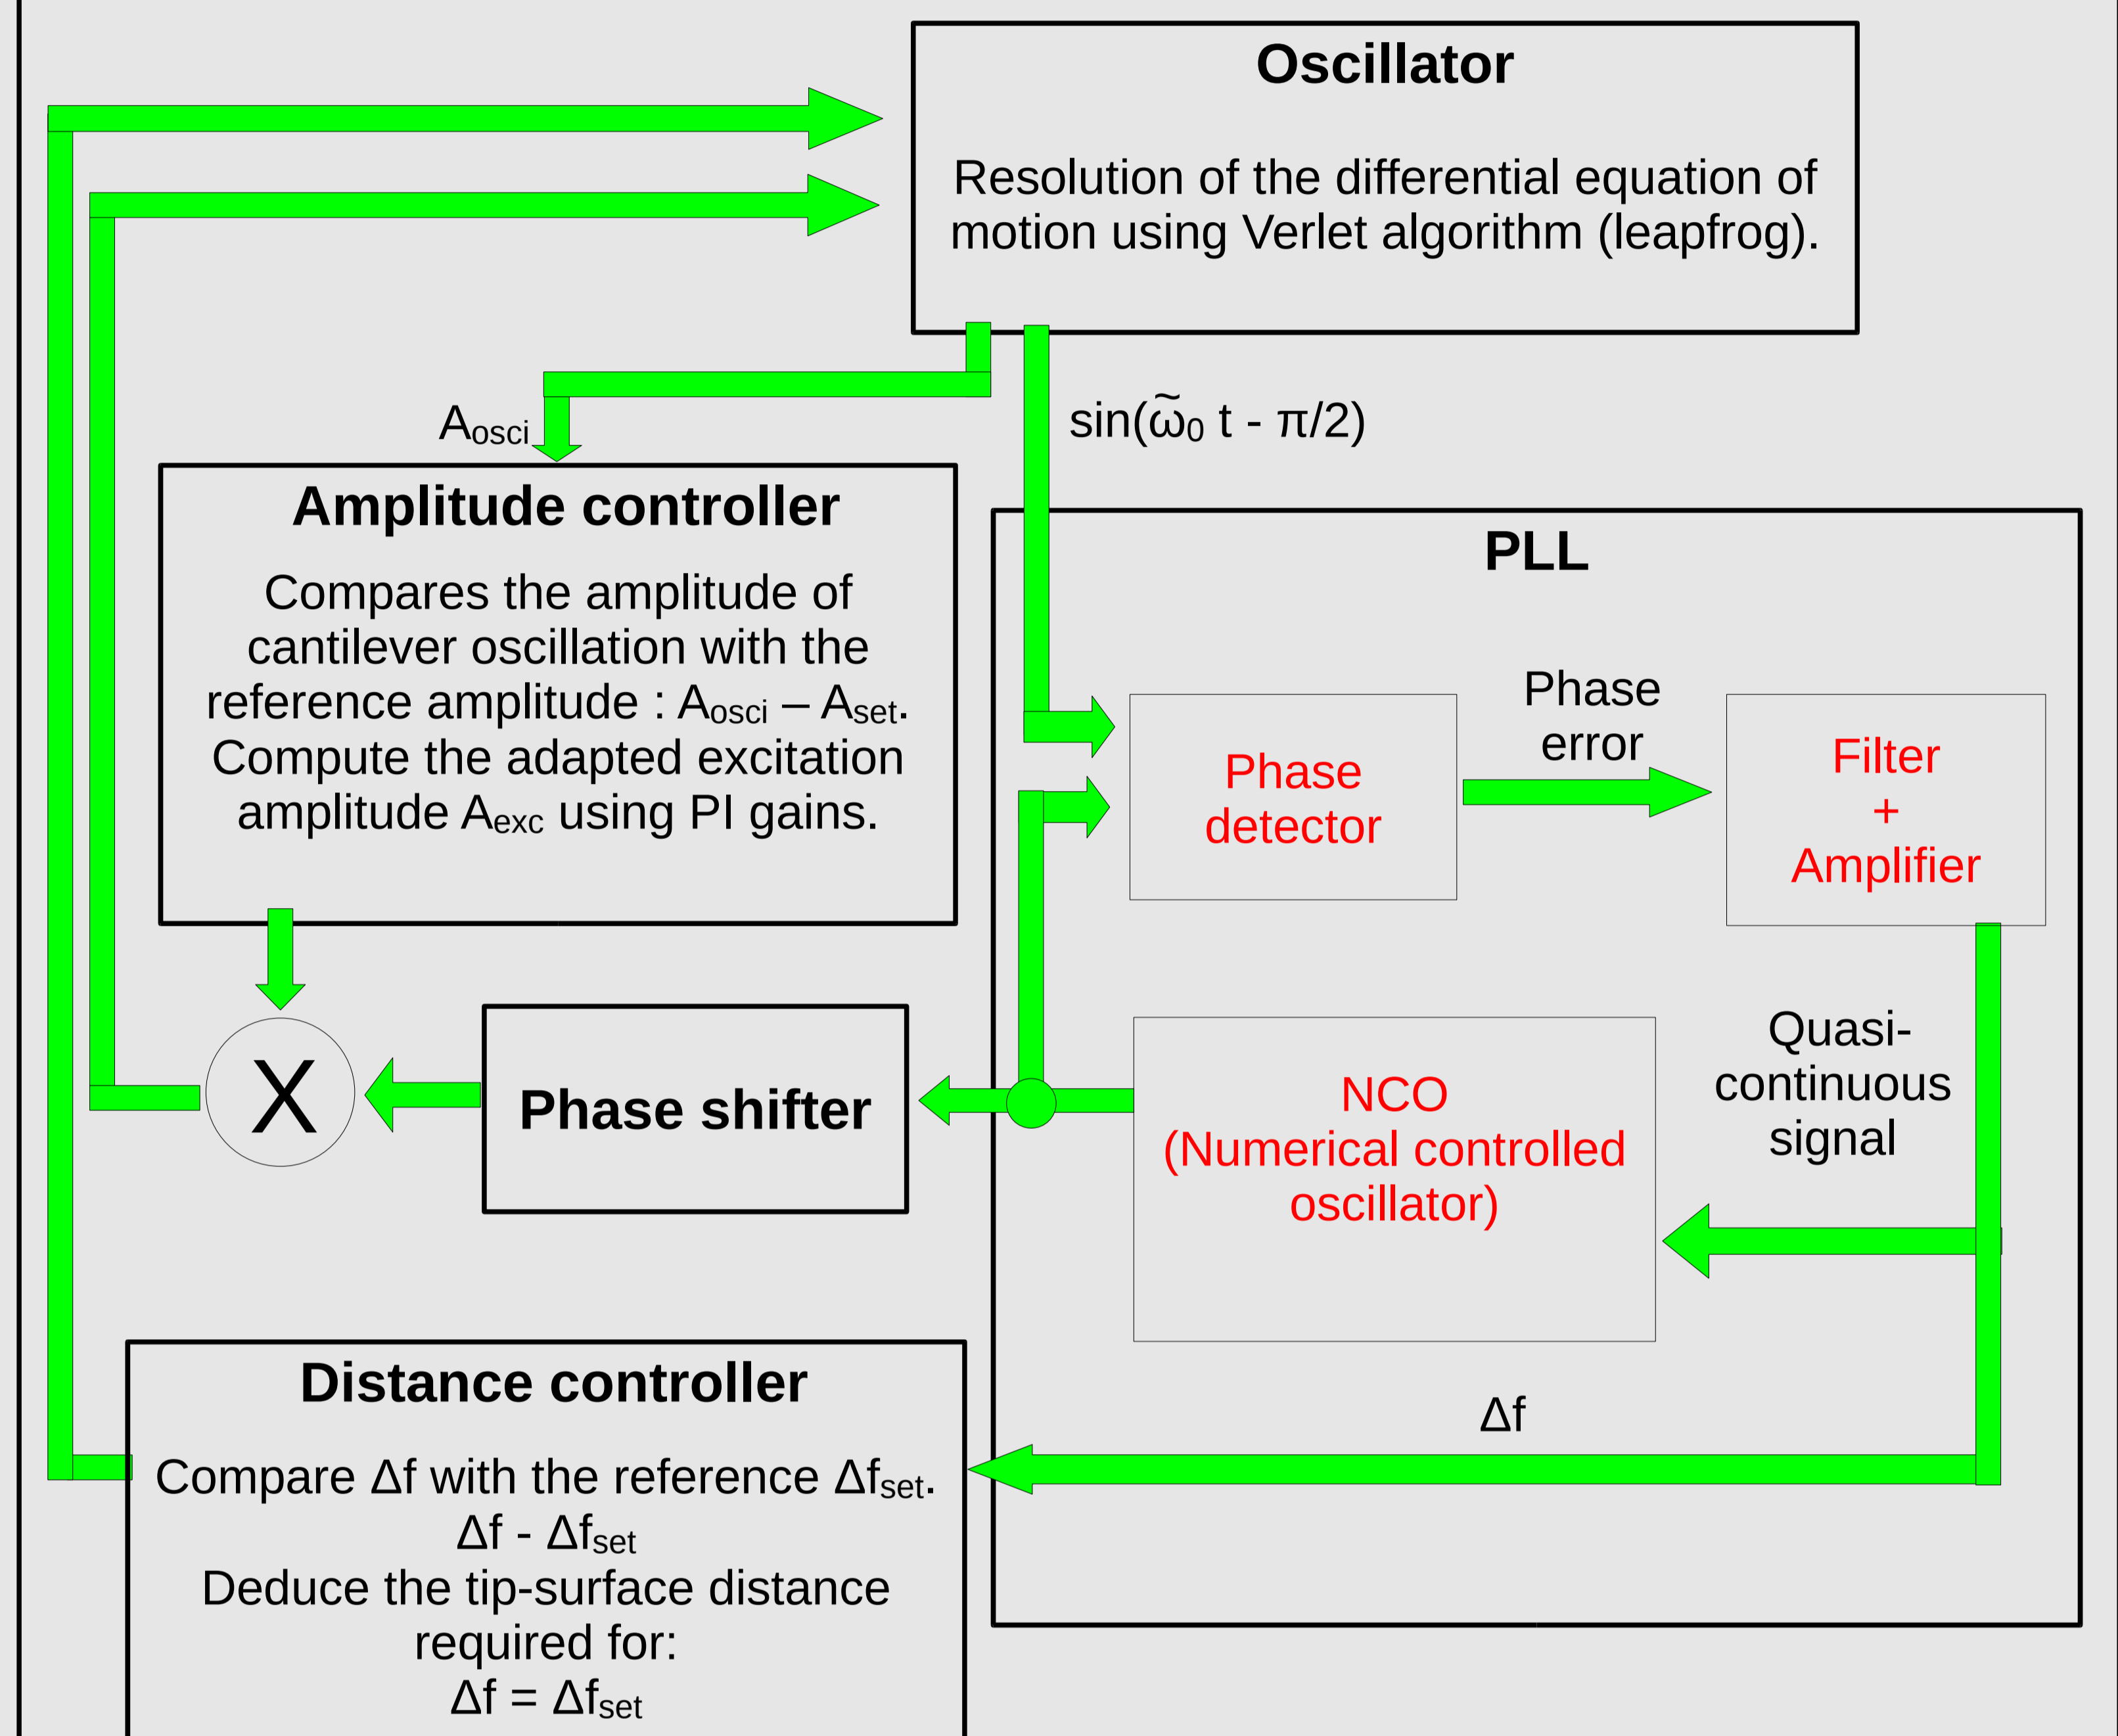 Oscillator
Resolution of the differential equation of
motion using Verlet algorithm (leapfrog).
Aosci
sin(ω̃₀ t - π/2)
Amplitude controller
Compares the amplitude of
cantilever oscillation with the
reference amplitude : Aosci – Aset.
Compute the adapted excitation
amplitude Aexc using PI gains.
PLL
Phase
error
Phase
detector
Filter
+
Amplifier
X
Phase shifter
NCO
(Numerical controlled
oscillator)
Quasi-
continuous
signal
Δf
Distance controller
Compare Δf with the reference Δfset.
Δf - Δfset
Deduce the tip-surface distance
required for:
Δf = Δfset